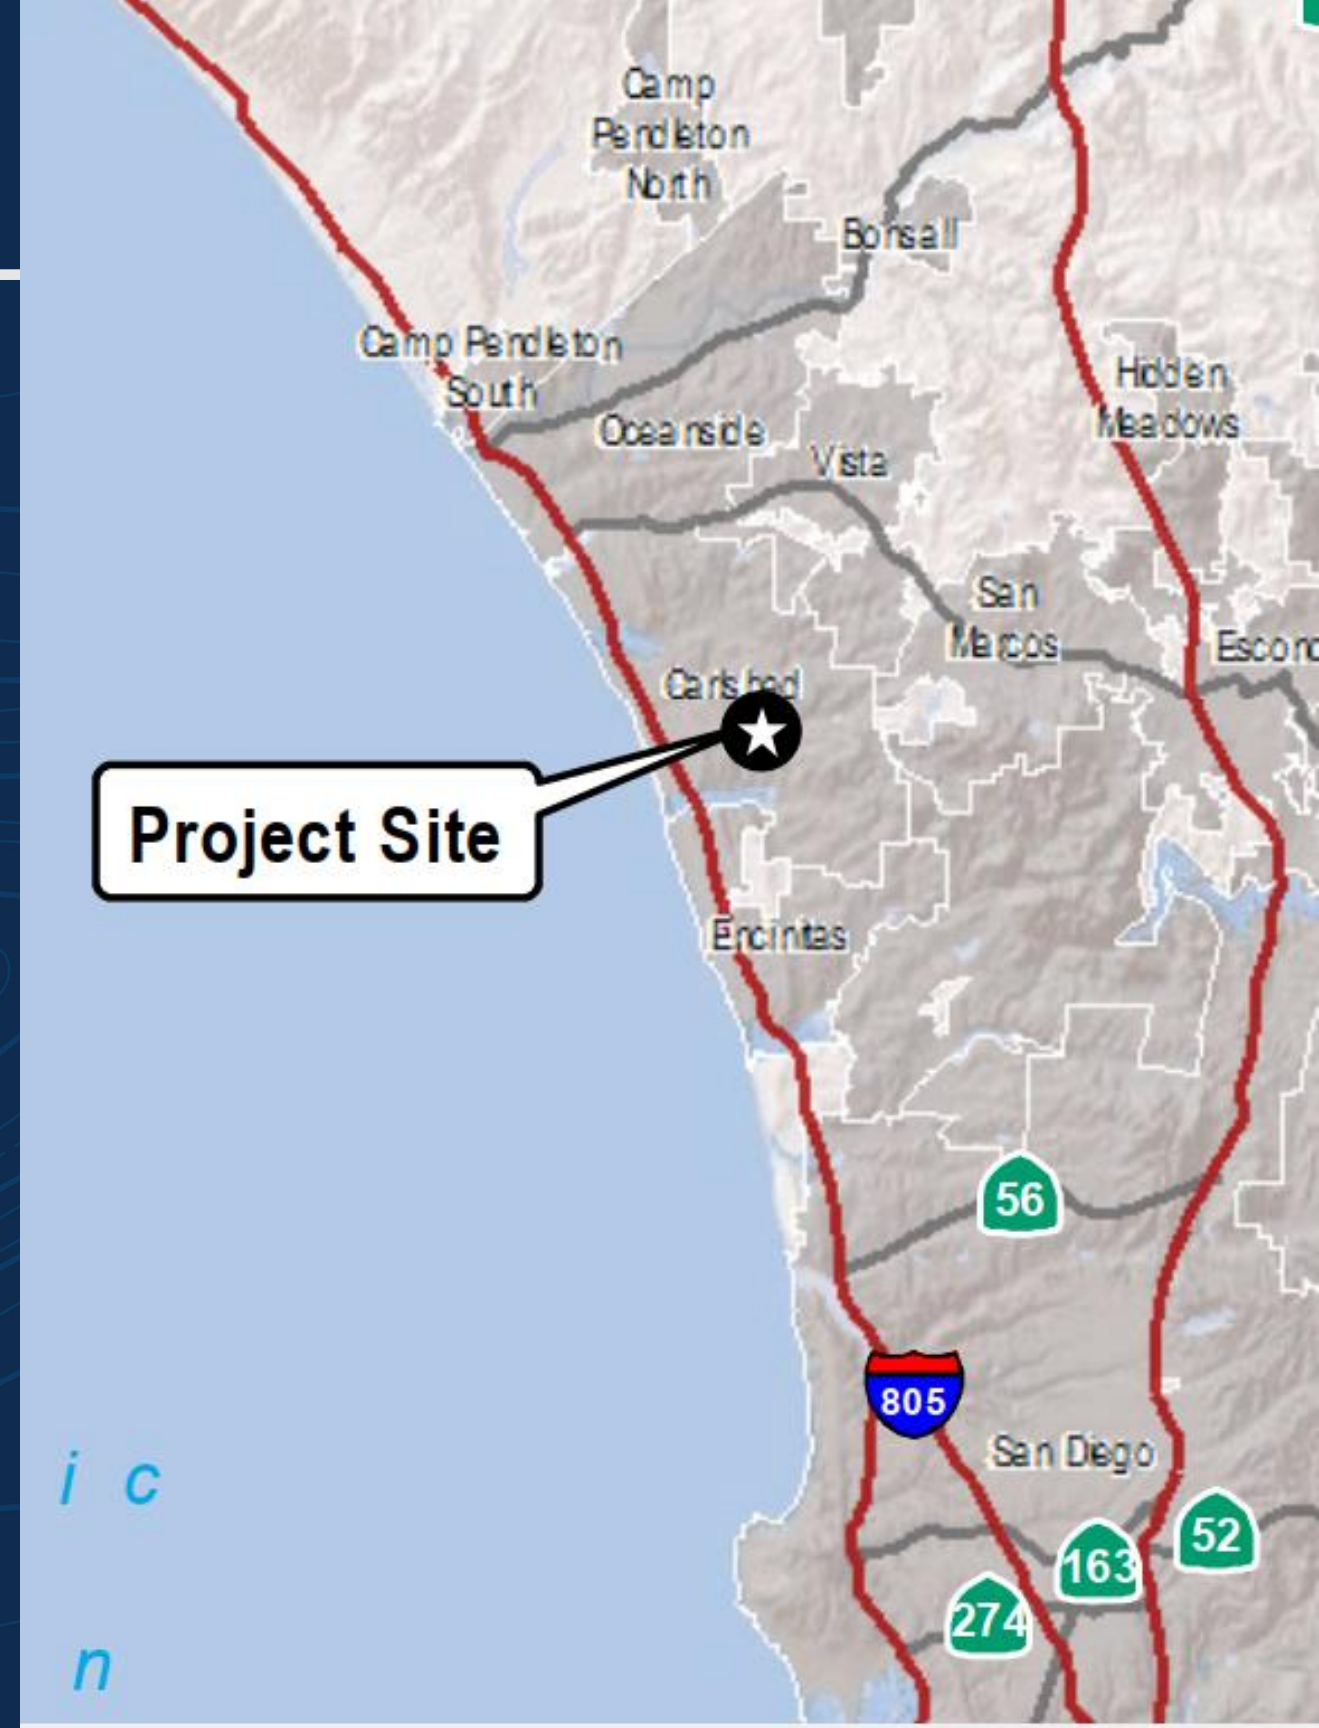 Camp
Pendleton
North
Bonsall
Camp Pendleton
South
Hidden
Meadows
Oceanside
Vista
San
Marcos
Escond
Carlsbad
Project Site
Encinitas
56
805
San Diego
i c
52
163
274
n